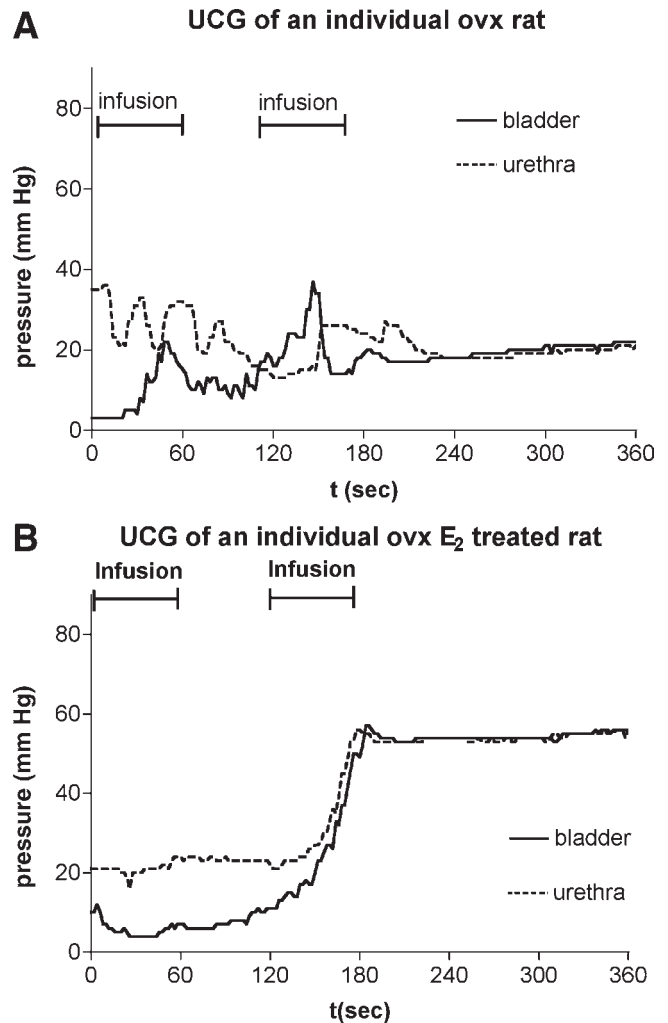 A
UCG of an individual ovx rat
infusion
infusion
bladder
urethra
pressure (mm Hg)
80
60
40
20
0
0 60 120 180 240 300 360
t (sec)
B
UCG of an individual ovx E₂ treated rat
Infusion
Infusion
pressure (mm Hg)
80
60
40
20
0
bladder
urethra
0 60 120 180 240 300 360
t(sec)